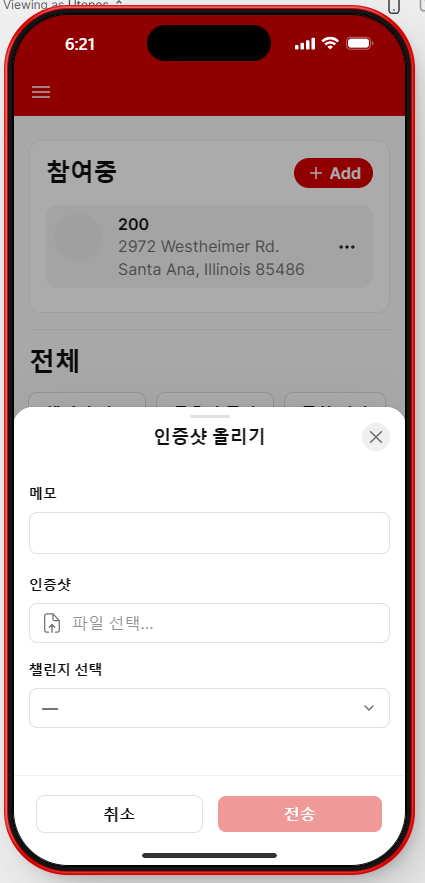 Viewing as Utopos
6:21
참여중
+ Add
200
2972 Westheimer Rd.
Santa Ana, Illinois 85486
전체
인증샷 올리기
메모
인증샷
파일 선택...
챌린지 선택
—
취소
전송